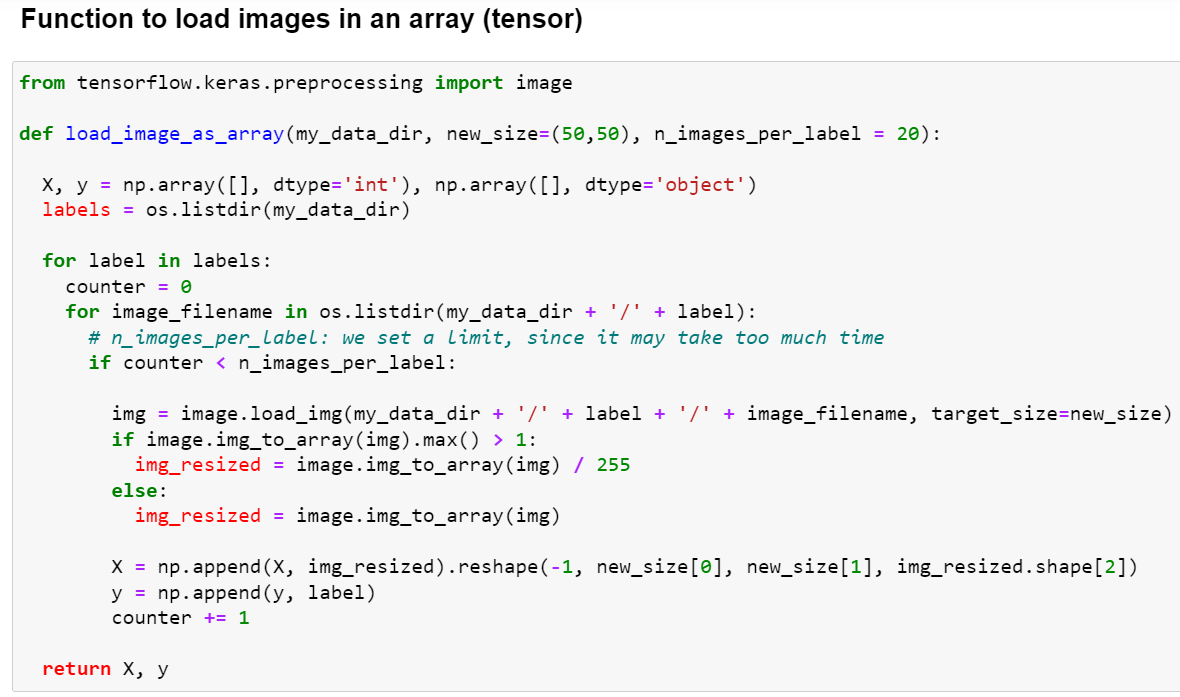 Function to load images in an array (tensor)
from tensorflow.keras.preprocessing import image
def load_image_as_array(my_data_dir, new_size=(50,50), n_images_per_label = 20):
X, y = np.array([], dtype='int'), np.array([], dtype='object')
labels = os.listdir(my_data_dir)
for label in labels:
counter = 0
for image_filename in os.listdir(my_data_dir + '/' + label):
# n_images_per_label: we set a limit, since it may take too much time
if counter < n_images_per_label:
img = image.load_img(my_data_dir + '/' + label + '/' + image_filename, target_size=new_size)
if image.img_to_array(img).max() > 1:
img_resized = image.img_to_array(img) / 255
else:
img_resized = image.img_to_array(img)
X = np.append(X, img_resized).reshape(-1, new_size[0], new_size[1], img_resized.shape[2])
y = np.append(y, label)
counter += 1
return X, y